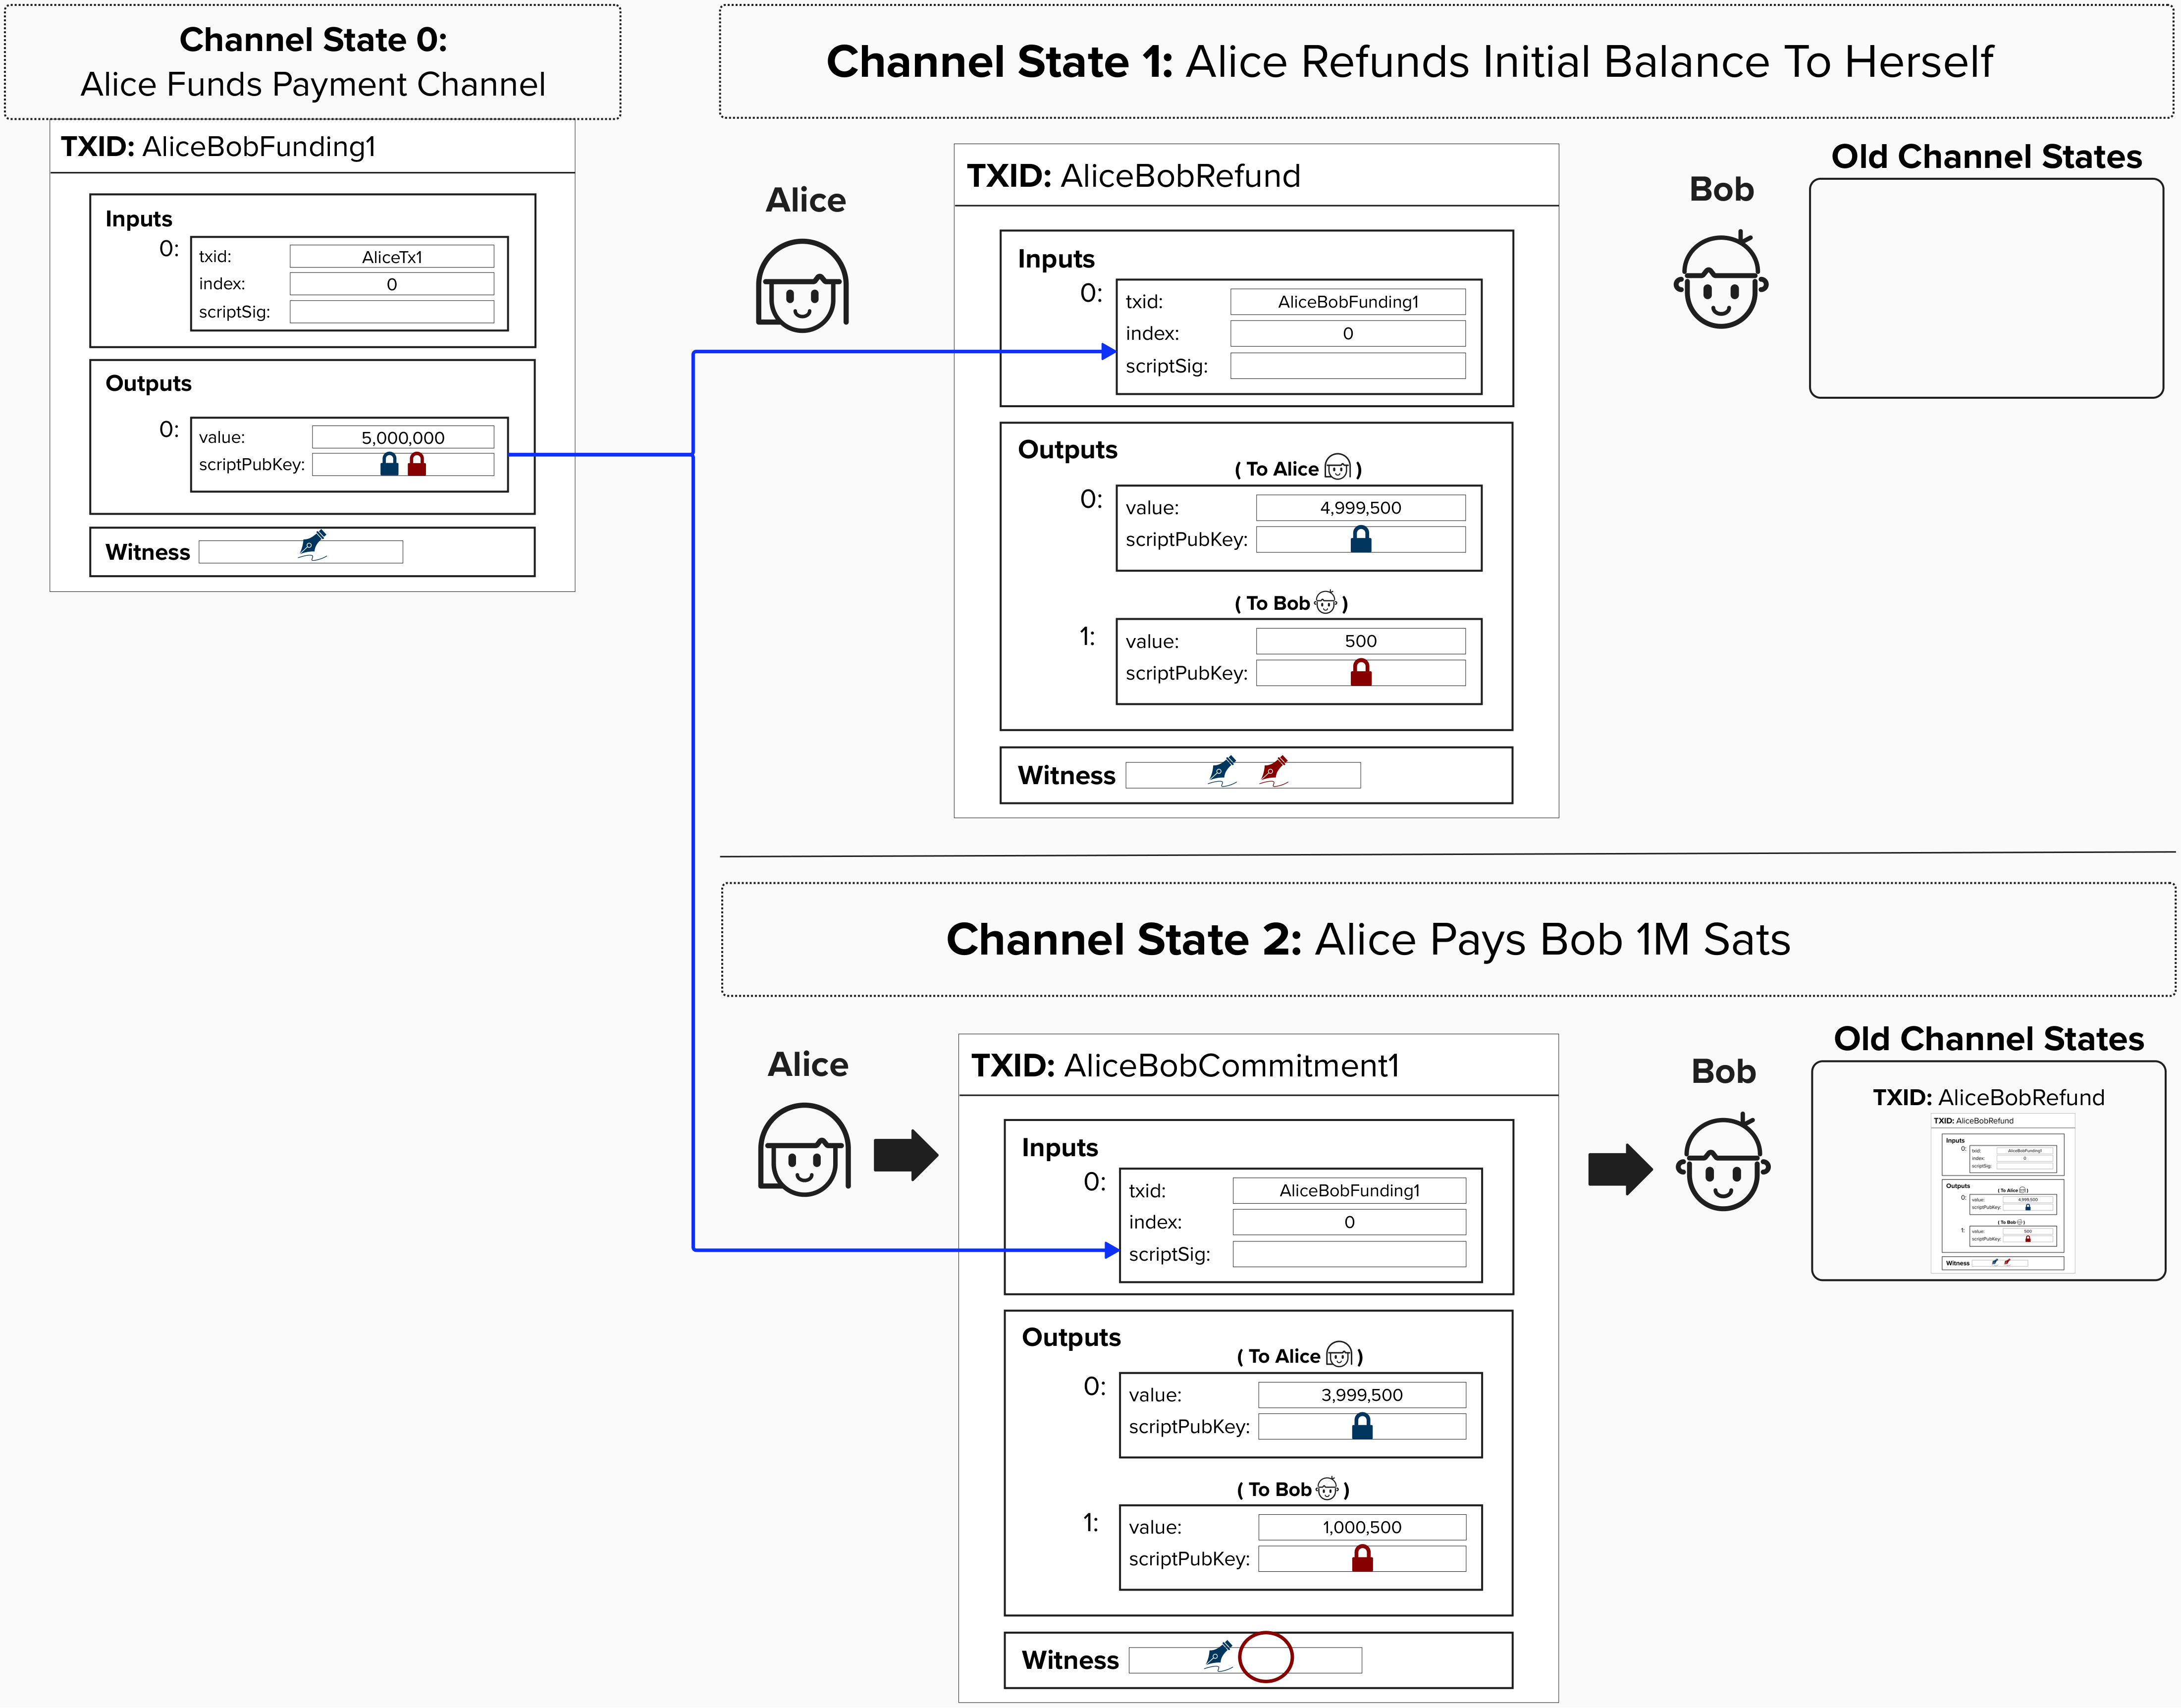 Channel State 0:
Alice Funds Payment Channel
TXID: AliceBobFunding1
Inputs
0:
txid: AliceTx1
index: 0
scriptSig:
Outputs
0:
value: 5,000,000
scriptPubKey:
Witness
Channel State 1: Alice Refunds Initial Balance To Herself
Alice
TXID: AliceBobRefund
Inputs
0:
txid: AliceBobFunding1
index: 0
scriptSig:
Outputs
( To Alice )
0:
value: 4,999,500
scriptPubKey:
( To Bob )
1:
value: 500
scriptPubKey:
Witness
Bob
Old Channel States
Channel State 2: Alice Pays Bob 1M Sats
Alice
TXID: AliceBobCommitment1
Inputs
0:
txid: AliceBobFunding1
index: 0
scriptSig:
Outputs
( To Alice )
0:
value: 3,999,500
scriptPubKey:
( To Bob )
1:
value: 1,000,500
scriptPubKey:
Witness
Bob
Old Channel States
TXID: AliceBobRefund
TXID: AliceBobRefund
Inputs
0:
txid: AliceBobFunding1
index: 0
scriptSig:
Outputs
( To Alice )
0:
value: 4,999,500
scriptPubKey:
( To Bob )
1:
value: 500
scriptPubKey:
Witness